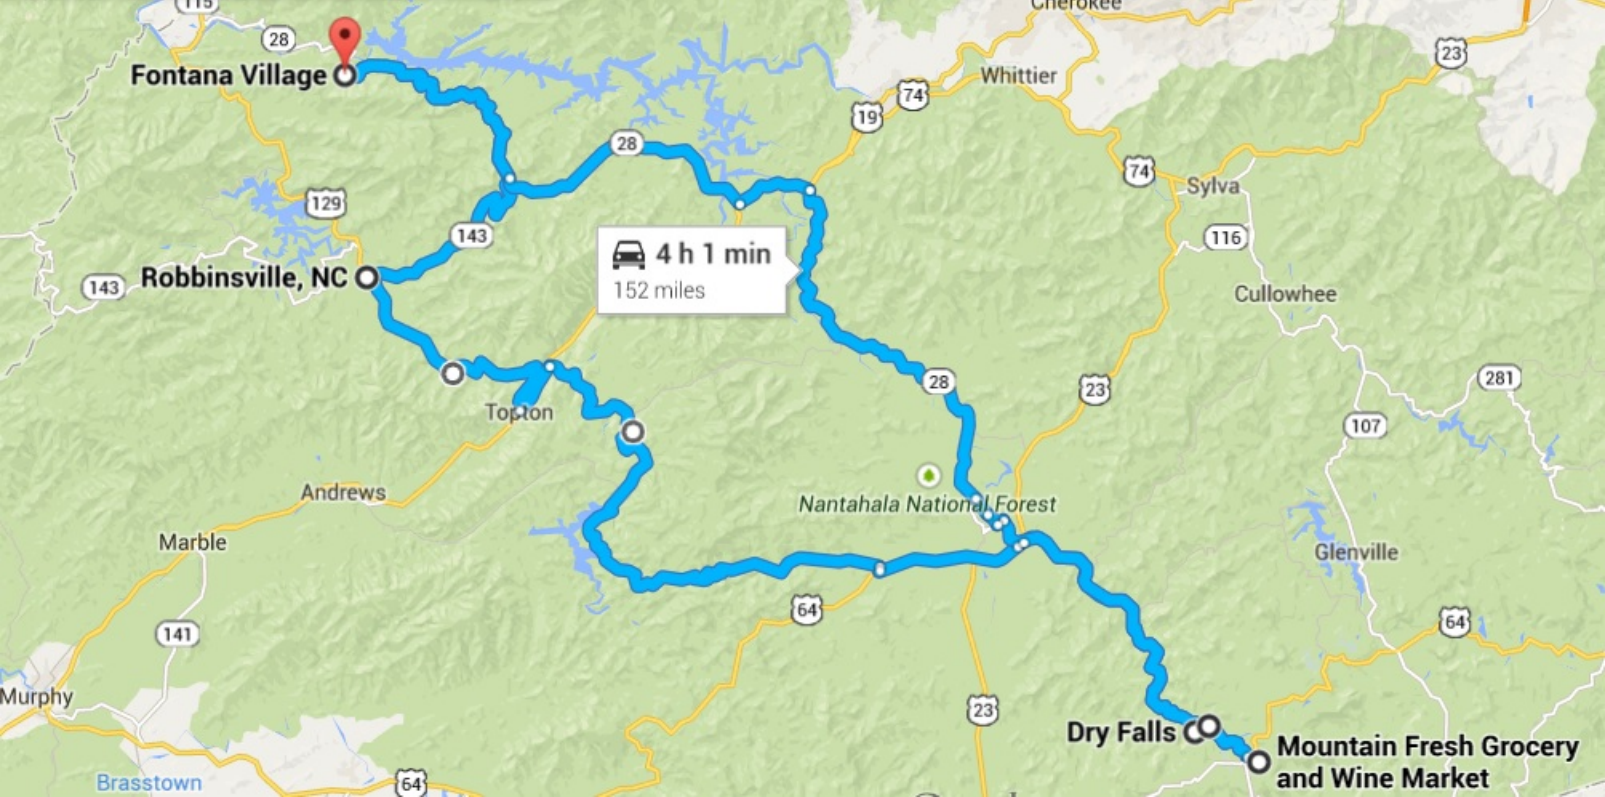 115
Cherokee
28
23
Fontana Village
Whittier
74
19
28
74
Sylva
129
143
116
4 h 1 min
152 miles
Robbinsville, NC
143
Cullowhee
28
23
281
Topton
107
Andrews
Nantahala National Forest
Marble
Glenville
64
64
141
Murphy
23
Dry Falls
Mountain Fresh Grocery
and Wine Market
Brasstown
64